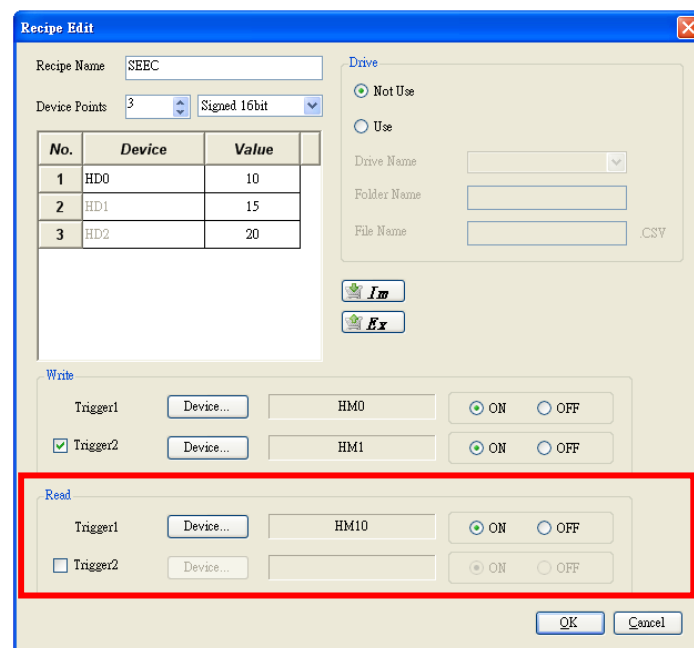 Recipe Edit
Recipe Name SEEC
Device Points 3 Signed 16bit
No. Device Value
1 HD0 10
2 HD1 15
3 HD2 20
Drive
Not Use
Use
Drive Name
Folder Name
File Name .CSV
Im
Ex
Write
Trigger1 Device... HM0 ON OFF
Trigger2 Device... HM1 ON OFF
Read
Trigger1 Device... HM10 ON OFF
Trigger2 Device... ON OFF
OK Cancel